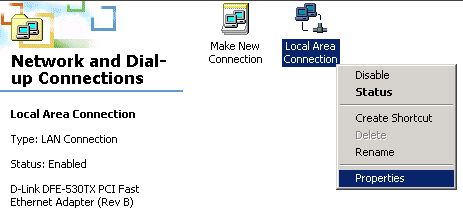 Network and Dial-
up Connections
Local Area Connection
Type: LAN Connection
Status: Enabled
D-Link DFE-530TX PCI Fast
Ethernet Adapter (Rev B)
Make New
Connection
Local Area
Connection
Disable
Status
Create Shortcut
Delete
Rename
Properties